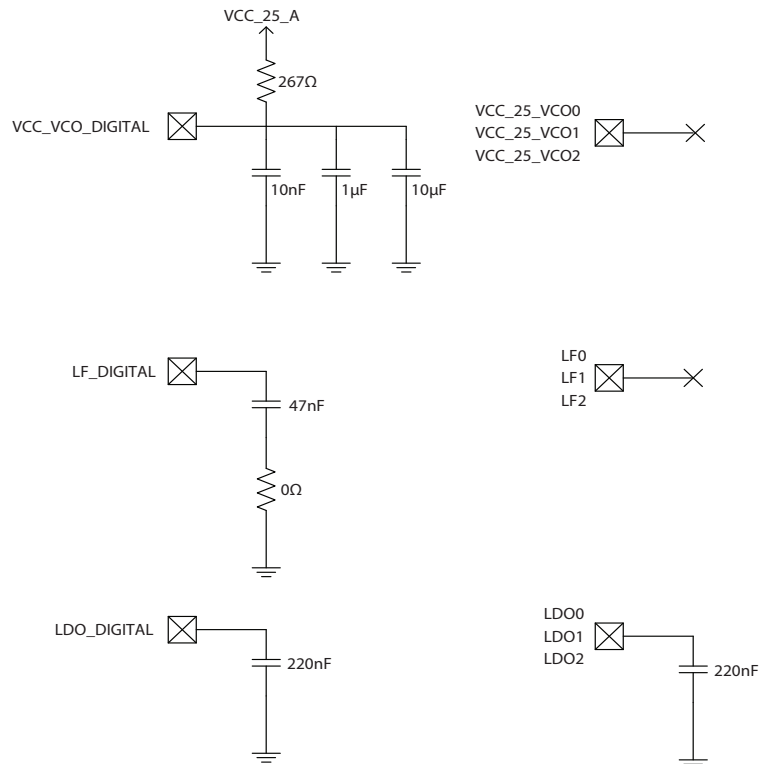 VCC_25_A
267Ω
VCC_VCO_DIGITAL
10nF
1µF
10µF
VCC_25_VCO0
VCC_25_VCO1
VCC_25_VCO2
LF_DIGITAL
47nF
0Ω
LF0
LF1
LF2
LDO_DIGITAL
220nF
LDO0
LDO1
LDO2
220nF